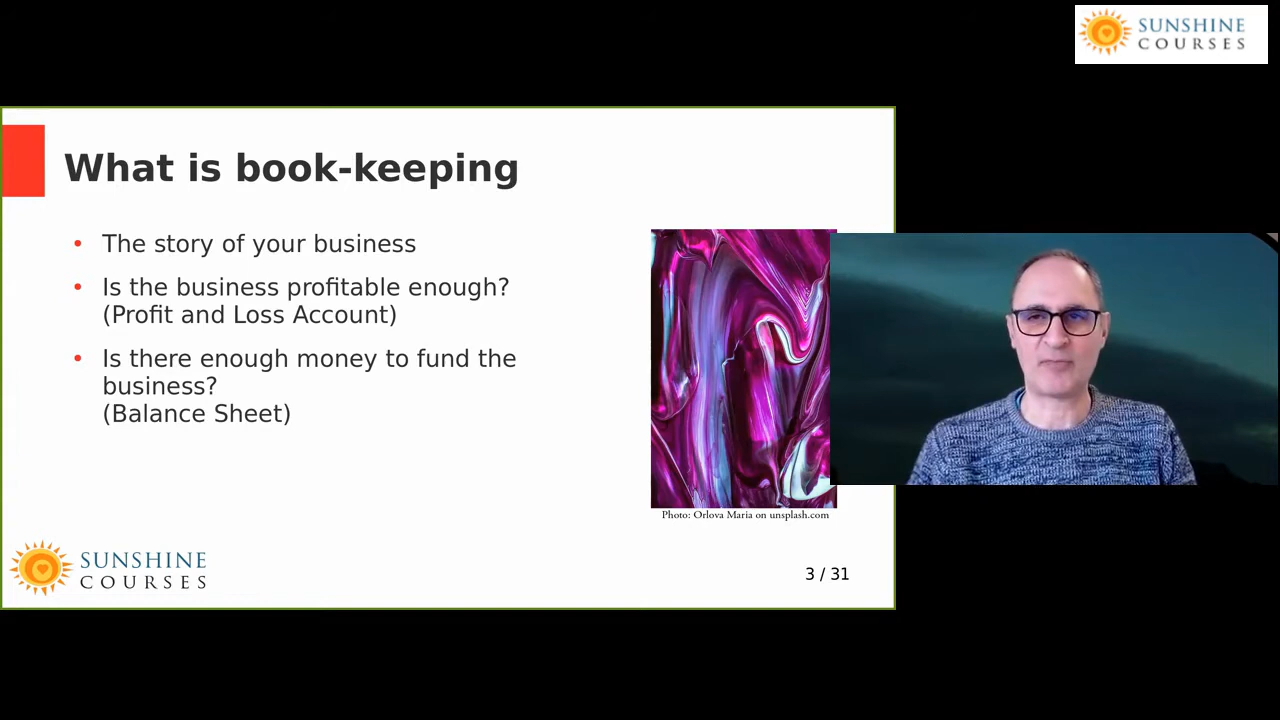 SUNSHINE
COURSES
What is book-keeping
• The story of your business
• Is the business profitable enough?
(Profit and Loss Account)
• Is there enough money to fund the
business?
(Balance Sheet)
Photo: Orlova Maria on unsplash.com
SUNSHINE
COURSES
3 / 31